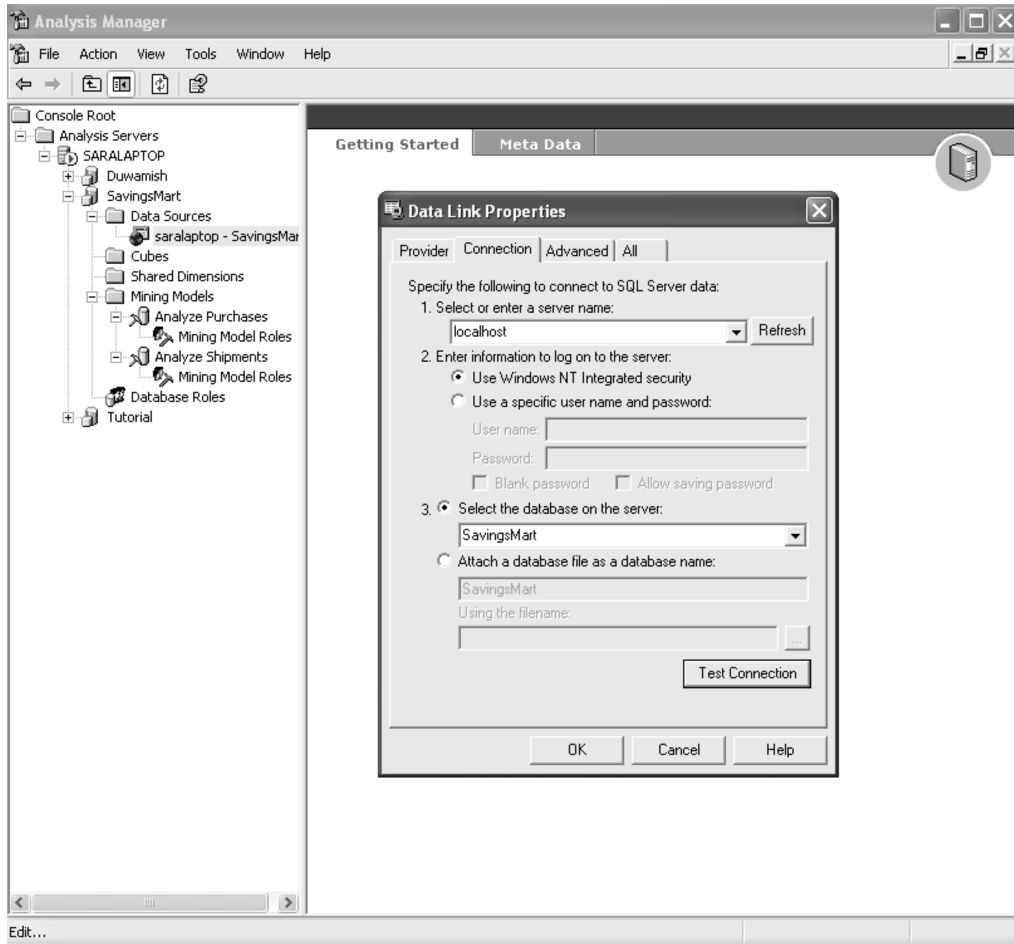 Analysis Manager
File Action View Tools Window Help
Console Root
Analysis Servers
SARALAPTOP
Duwamish
SavingsMart
Data Sources
saralaptop - SavingsMar
Cubes
Shared Dimensions
Mining Models
Analyze Purchases
Mining Model Roles
Analyze Shipments
Mining Model Roles
Database Roles
Tutorial
Getting Started Meta Data
Data Link Properties
Provider Connection Advanced All
Specify the following to connect to SQL Server data:
1. Select or enter a server name:
localhost Refresh
2. Enter information to log on to the server:
Use Windows NT Integrated security
Use a specific user name and password:
User name:
Password:
Blank password Allow saving password
3. Select the database on the server:
SavingsMart
Attach a database file as a database name:
SavingsMart
Using the filename:
...
Test Connection
OK Cancel Help
Edit...